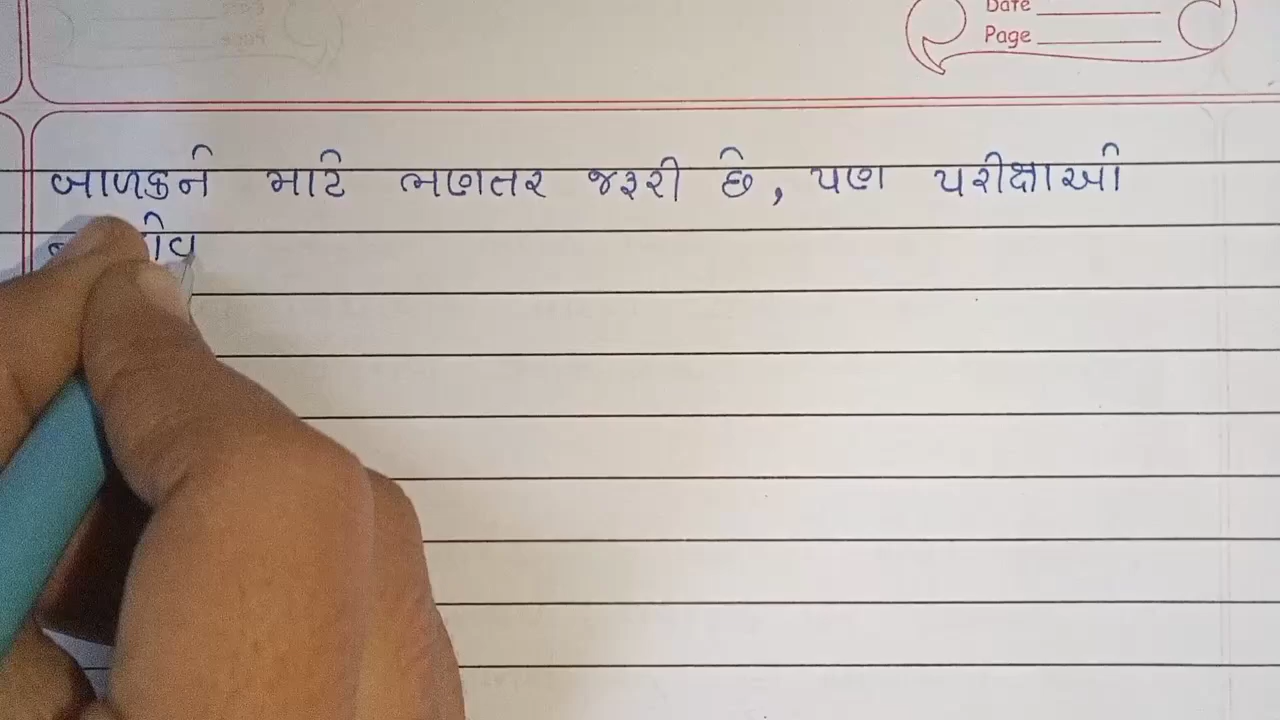 Date
Page
બાળકને માટે ભણતર જરૂરી છે, પણ પરીક્ષાઓ